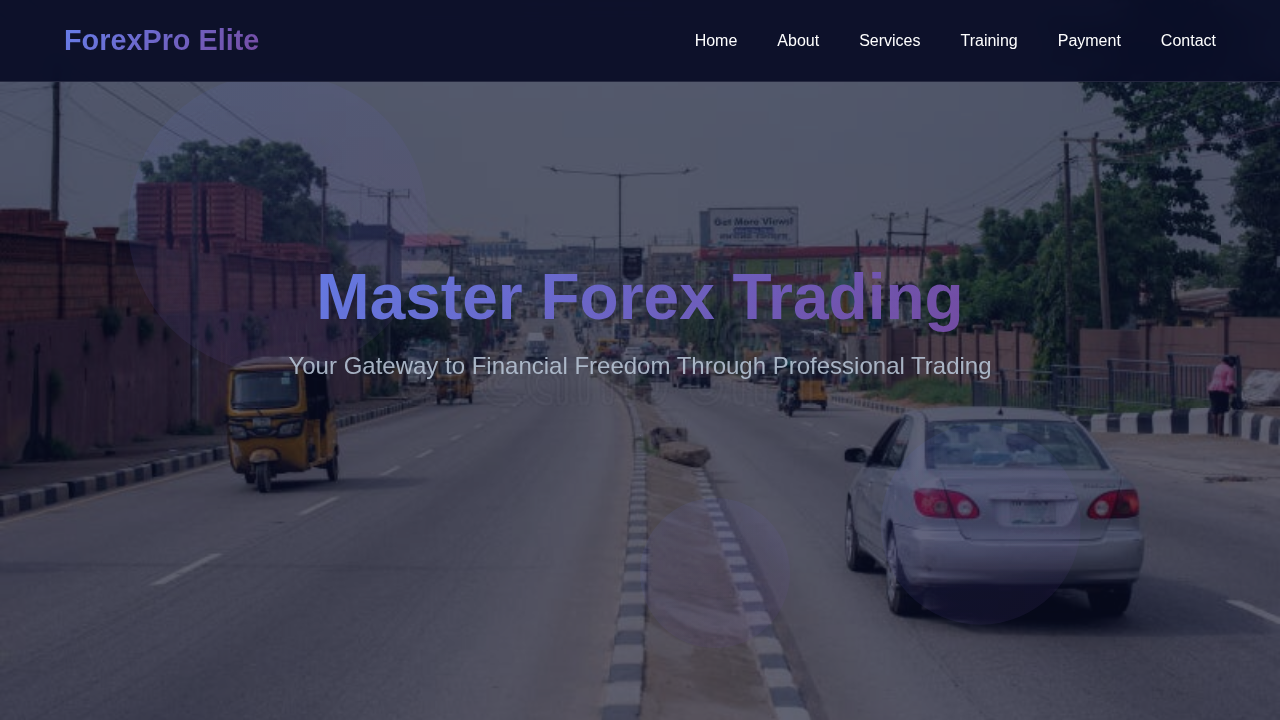 ForexPro Elite
Home
About
Services
Training
Payment
Contact
Get More Views!
Master Forex Trading
Your Gateway to Financial Freedom Through Professional Trading